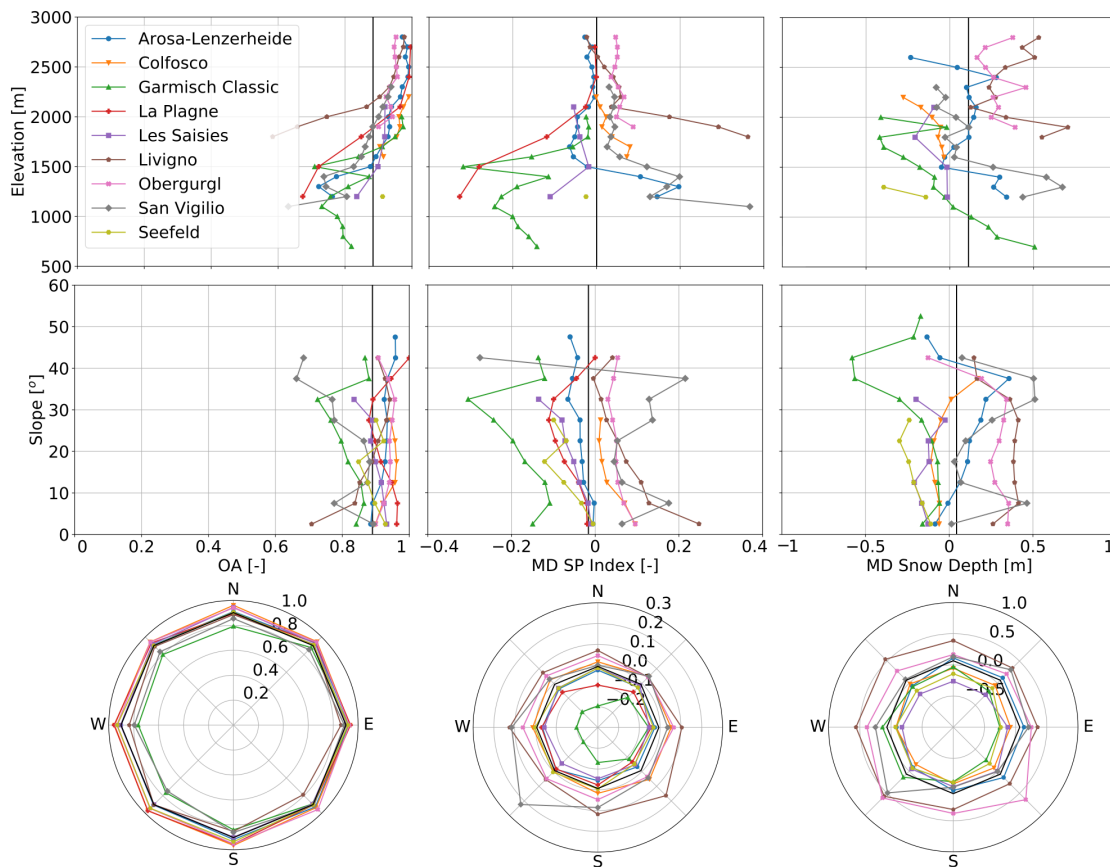 3000
2500
2000
1500
1000
500
Elevation [m]
Arosa-Lenzerheide
Colfosco
Garmisch Classic
La Plagne
Les Saisies
Livigno
Obergurgl
San Vigilio
Seefeld
60
50
40
30
20
10
0
Slope [°]
0 0.2 0.4 0.6 0.8 1
OA [-]
−0.4 −0.2 0 0.2 0.4
MD SP Index [-]
−1 −0.5 0 0.5 1
MD Snow Depth [m]
N
1.0
0.8
0.6
0.4
0.2
W
E
S
N
0.3
0.2
0.1
0.0
−0.1
−0.2
W
E
S
N
1.0
0.5
0.0
−0.5
W
E
S